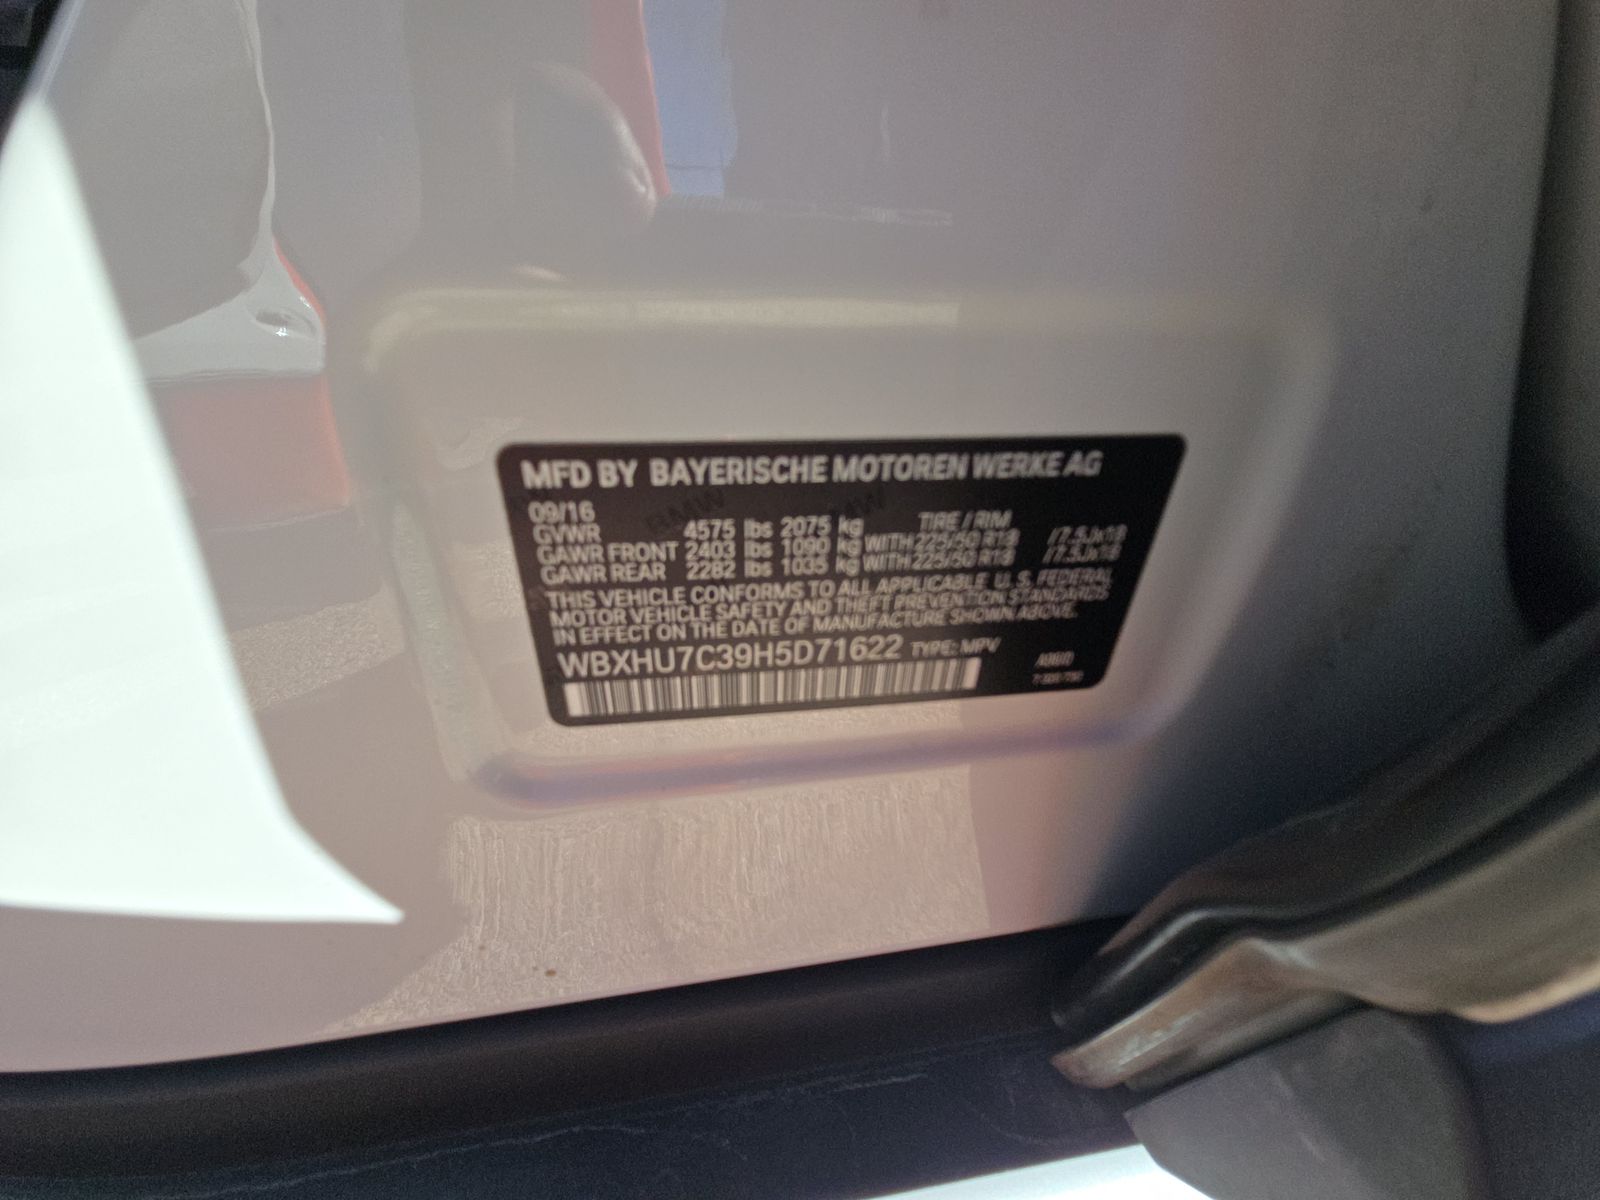 MFD BY BAYERISCHE MOTOREN WERKE AG
09/16
GVWR 4575 lbs 2075 kg TIRE / RIM
GAWR FRONT 2403 lbs 1090 kg WITH 225/50 R18 /7.5Jx18
GAWR REAR 2282 lbs 1035 kg WITH 225/50 R18 /7.5Jx18
THIS VEHICLE CONFORMS TO ALL APPLICABLE U.S. FEDERAL
MOTOR VEHICLE SAFETY AND THEFT PREVENTION STANDARDS
IN EFFECT ON THE DATE OF MANUFACTURE SHOWN ABOVE.
WBXHU7C39H5D71622 TYPE: MPV